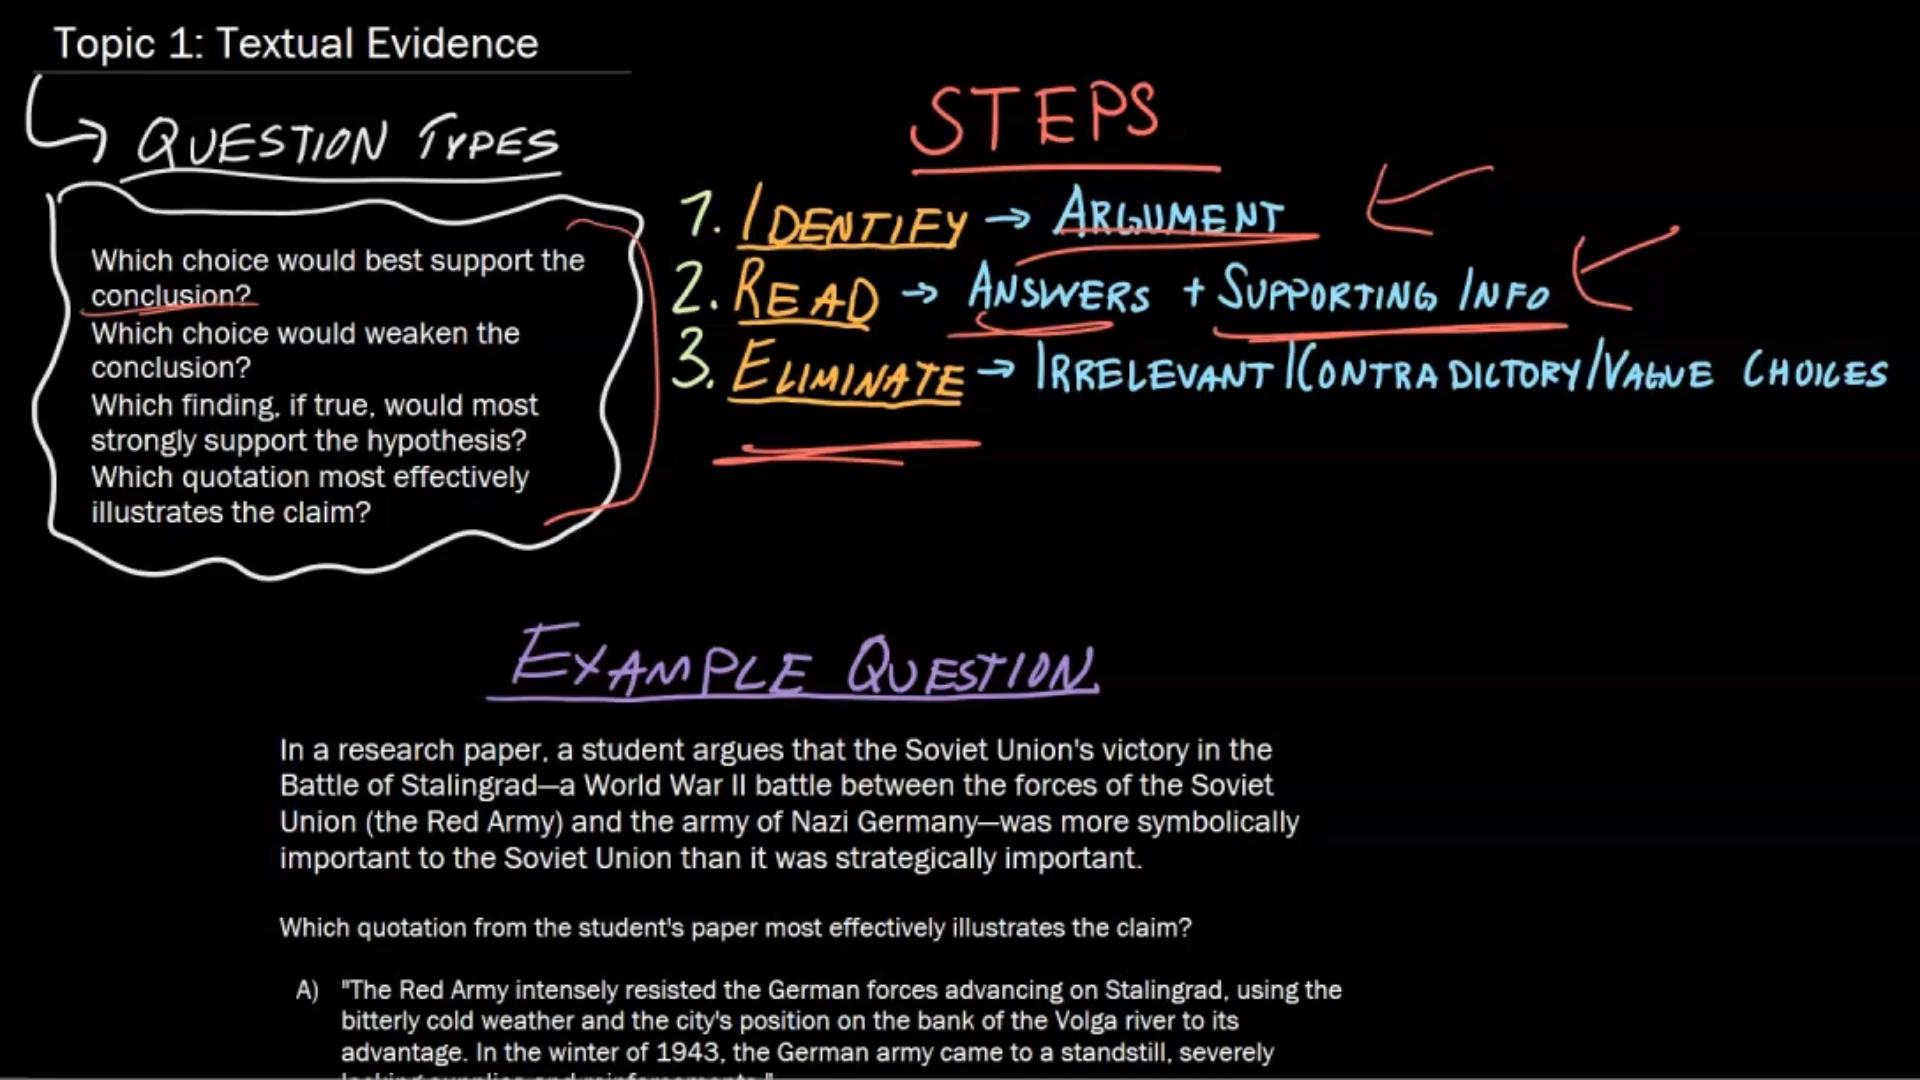 Topic 1: Textual Evidence
QUESTION TYPES
Which choice would best support the
conclusion?
Which choice would weaken the
conclusion?
Which finding, if true, would most
strongly support the hypothesis?
Which quotation most effectively
illustrates the claim?
STEPS
1. IDENTIFY → ARGUMENT
2. READ → ANSWERS + SUPPORTING INFO
3. ELIMINATE → IRRELEVANT/CONTRADICTORY/VAGUE CHOICES
EXAMPLE QUESTION
In a research paper, a student argues that the Soviet Union's victory in the
Battle of Stalingrad—a World War II battle between the forces of the Soviet
Union (the Red Army) and the army of Nazi Germany—was more symbolically
important to the Soviet Union than it was strategically important.
Which quotation from the student's paper most effectively illustrates the claim?
A) "The Red Army intensely resisted the German forces advancing on Stalingrad, using the
bitterly cold weather and the city's position on the bank of the Volga river to its
advantage. In the winter of 1943, the German army came to a standstill, severely